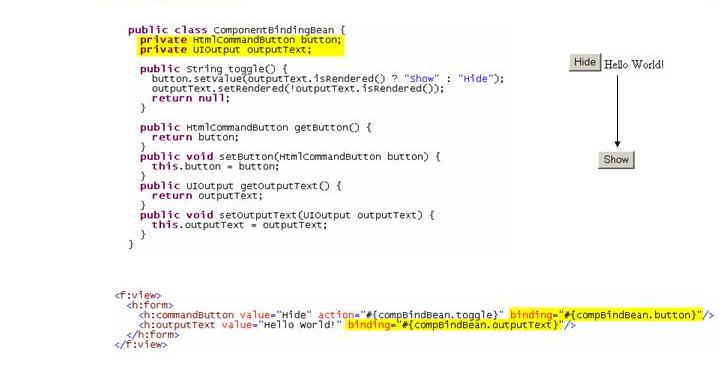 public class ComponentBindingBean {
private HtmlCommandButton button;
private UIOutput outputText;
public String toggle() {
button.setValue(outputText.isRendered() ? "Show" : "Hide");
outputText.setRendered(!outputText.isRendered());
return null;
}
public HtmlCommandButton getButton() {
return button;
}
public void setButton(HtmlCommandButton button) {
this.button = button;
}
public UIOutput getOutputText() {
return outputText;
}
public void setOutputText(UIOutput outputText) {
this.outputText = outputText;
}
}
Hide Hello World!
Show
<f:view>
<h:form>
<h:commandButton value="Hide" action="#{compBindBean.toggle}" binding="#{compBindBean.button}"/>
<h:outputText value="Hello World!" binding="#{compBindBean.outputText}"/>
</h:form>
</f:view>